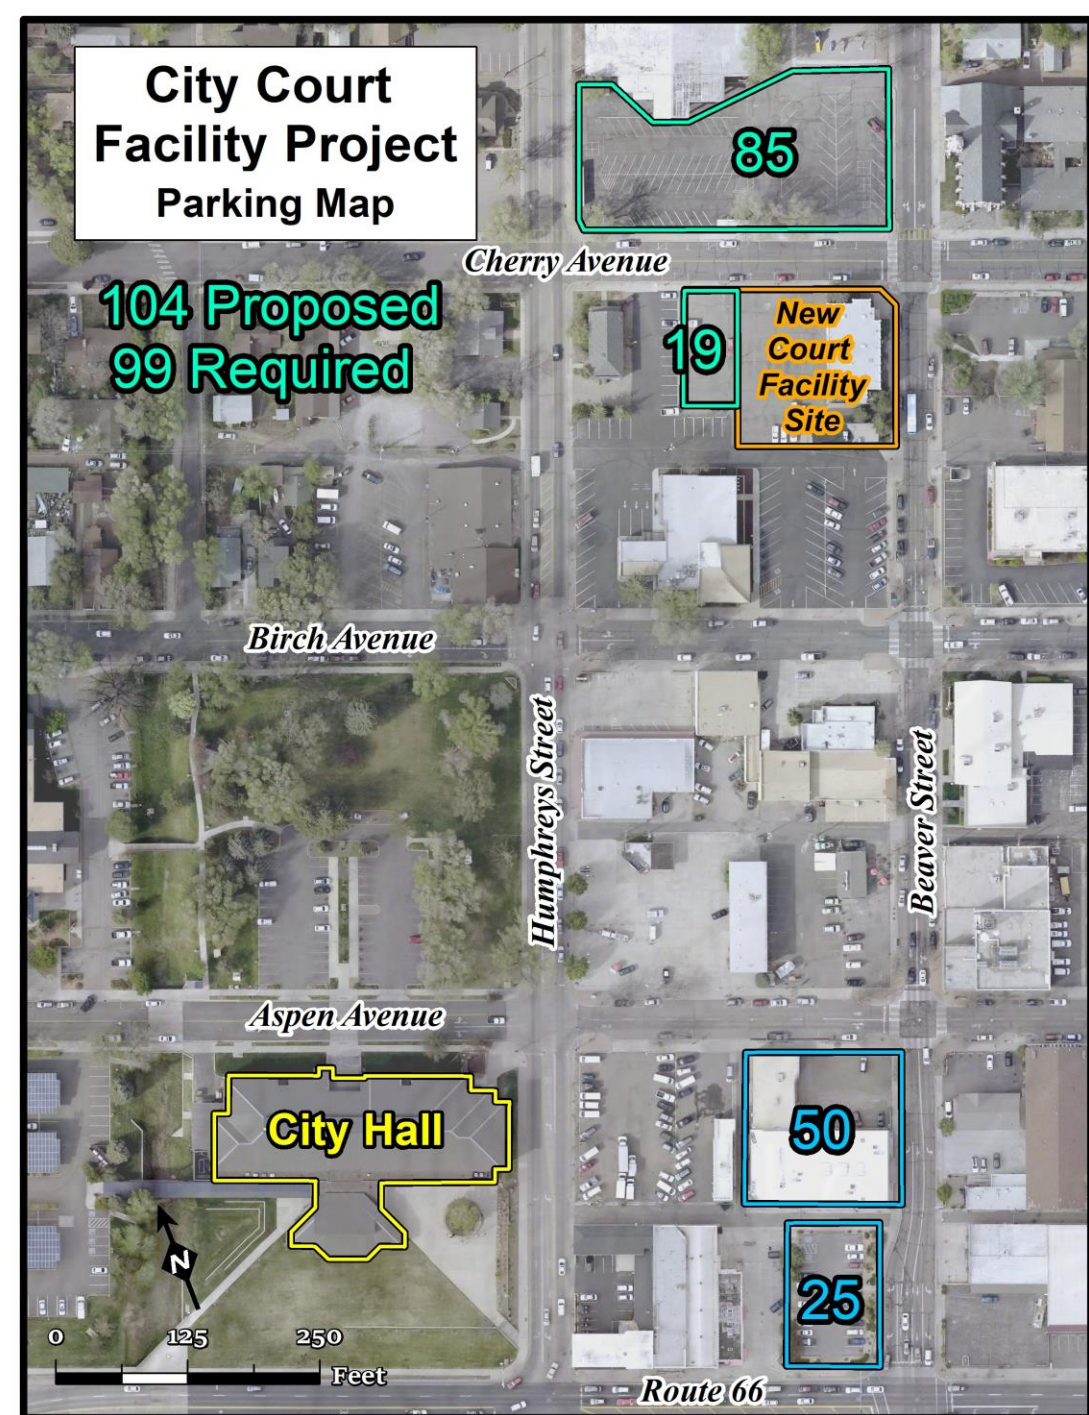 City Court
Facility Project
Parking Map
85
Cherry Avenue
104 Proposed
99 Required
19
New
Court
Facility
Site
Birch Avenue
Humphreys Street
Beaver Street
Aspen Avenue
City Hall
50
N
25
0 125 250
Feet
Route 66